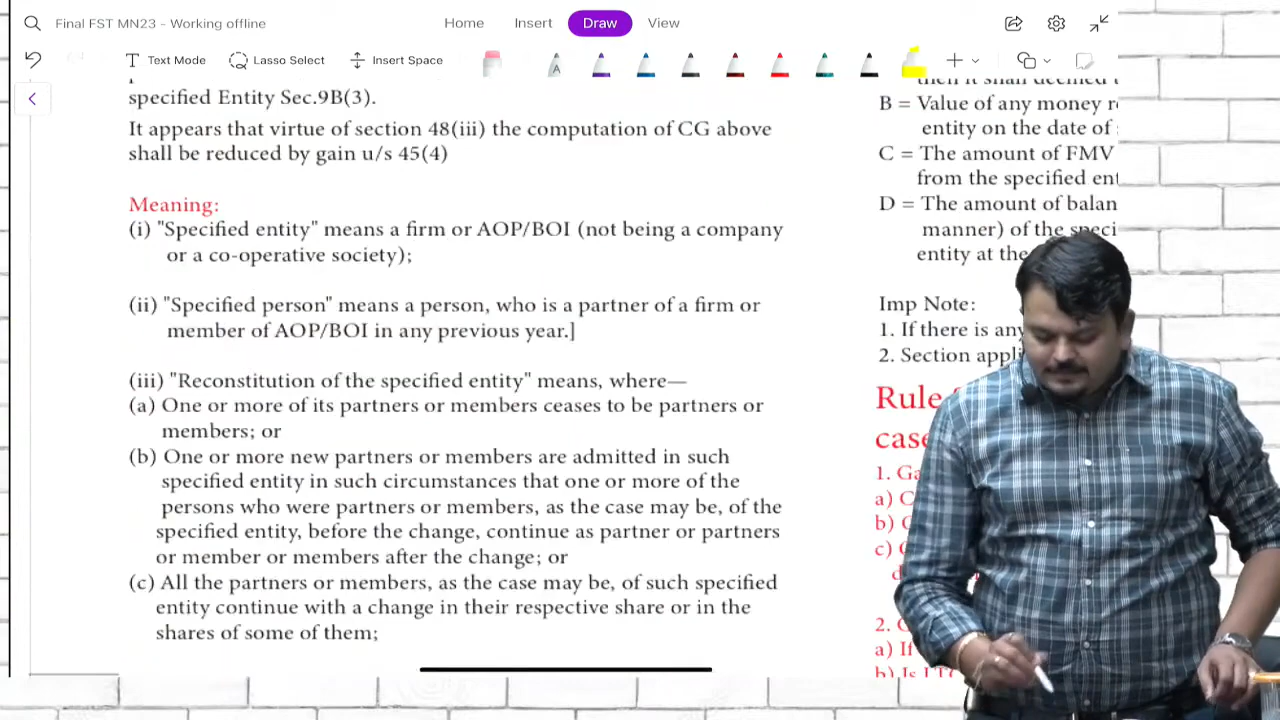 Final FST MN23 - Working offline
Home
Insert
Draw
View
Text Mode
Lasso Select
Insert Space
A
specified Entity Sec.9B(3).
It appears that virtue of section 48(iii) the computation of CG above
shall be reduced by gain u/s 45(4)
Meaning:
(i) "Specified entity" means a firm or AOP/BOI (not being a company
or a co-operative society);
(ii) "Specified person" means a person, who is a partner of a firm or
member of AOP/BOI in any previous year.]
(iii) "Reconstitution of the specified entity" means, where—
(a) One or more of its partners or members ceases to be partners or
members; or
(b) One or more new partners or members are admitted in such
specified entity in such circumstances that one or more of the
persons who were partners or members, as the case may be, of the
specified entity, before the change, continue as partner or partners
or member or members after the change; or
(c) All the partners or members, as the case may be, of such specified
entity continue with a change in their respective share or in the
shares of some of them;
then it shall deemed
B = Value of any money
entity on the date of
C = The amount of FMV
from the specified
D = The amount of
manner) of the
entity at the
Imp Note:
1. If there is any
2. Section
Rule
case
1.
a)
b)
c)
2.
a) If
b) Is